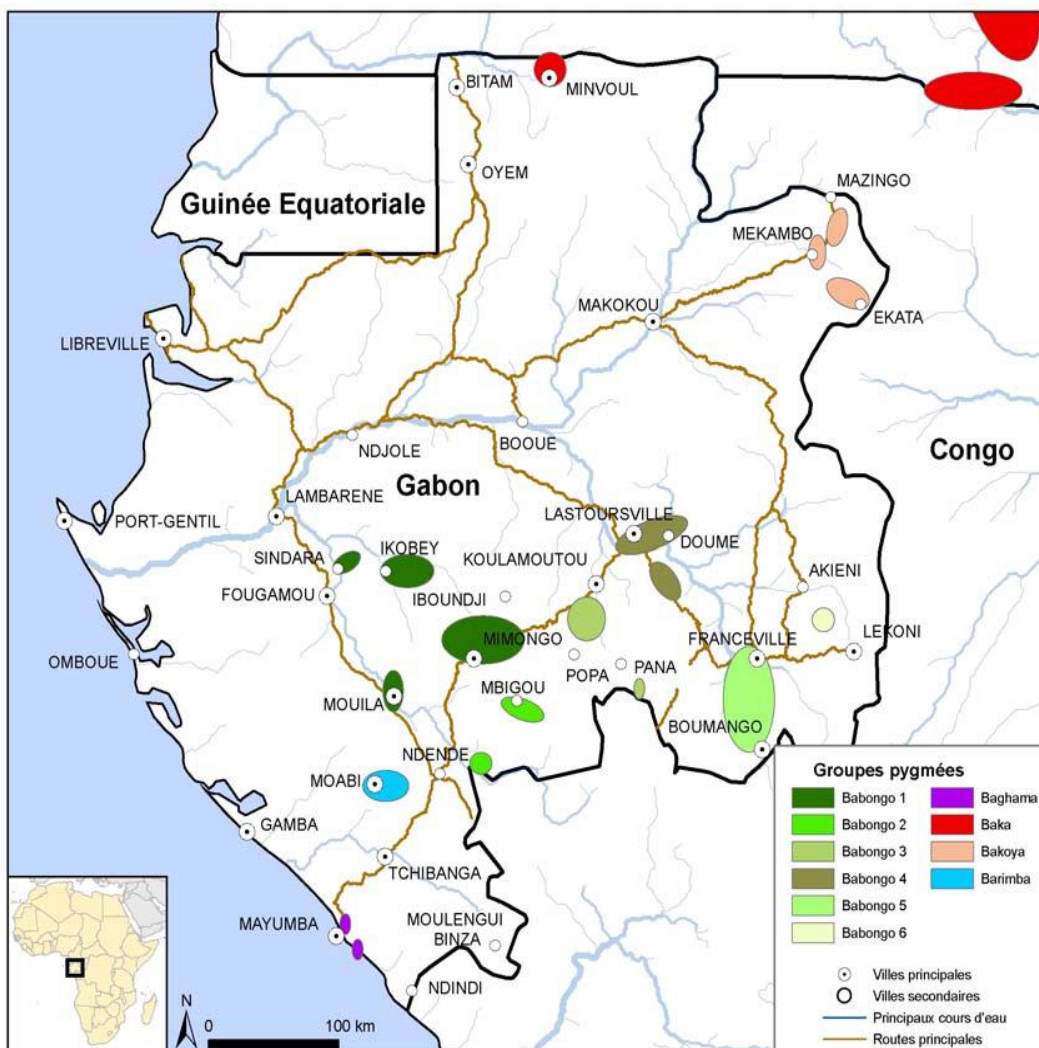 BITAM
MINVOUL
OYEM
Guinée Equatoriale
MAZINGO
MEKAMBO
MAKOKOU
EKATA
LIBREVILLE
BOOUE
NDJOLE
Congo
Gabon
LAMBARENE
PORT-GENTIL
LASTOURSVILLE
SINDARA
IKOBEY
KOULAMOUTOU
DOUME
AKIENI
FOUGAMOU
IBOUNDJI
MIMONGO
FRANCEVILLE
LEKONI
OMBOUE
POPA
PANA
MBIGOU
MOUILA
BOUMANGO
NDENDE
MOABI
GAMBA
TCHIBANGA
MAYUMBA
MOULENGUI
BINZA
NDINDI
N
0 100 km
Groupes pygmées
Babongo 1
Babongo 2
Babongo 3
Babongo 4
Babongo 5
Babongo 6
Baghama
Baka
Bakoya
Barimba
Villes principales
Villes secondaires
Principaux cours d'eau
Routes principales